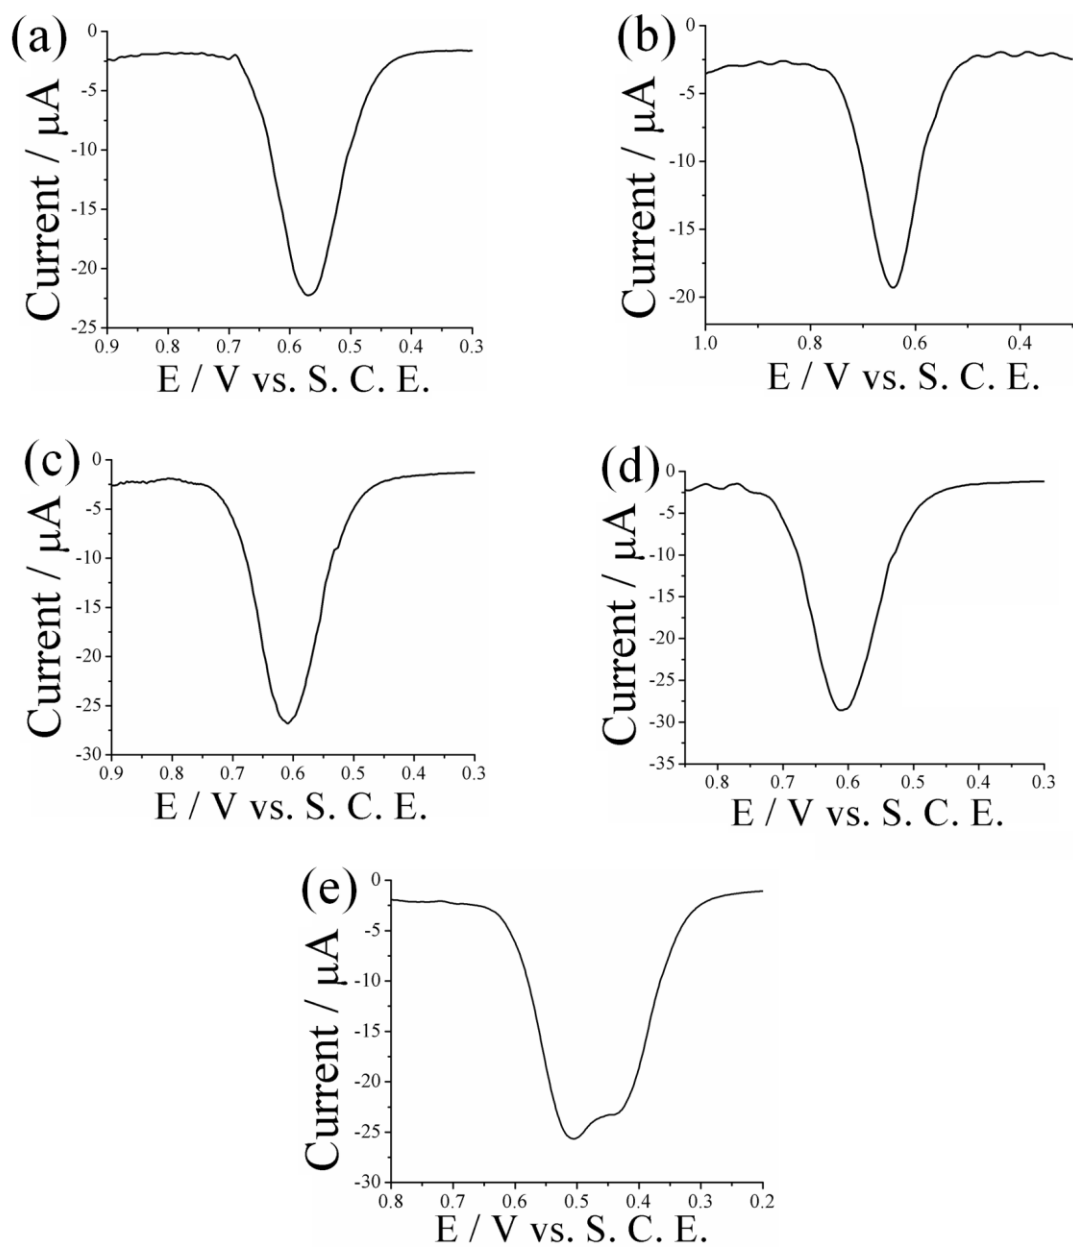 (a)
Current / μA
0
-5
-10
-15
-20
-25
0.9 0.8 0.7 0.6 0.5 0.4 0.3
E / V vs. S. C. E.
(b)
Current / μA
0
-5
-10
-15
-20
1.0 0.8 0.6 0.4
E / V vs. S. C. E.
(c)
Current / μA
0
-5
-10
-15
-20
-25
-30
0.9 0.8 0.7 0.6 0.5 0.4 0.3
E / V vs. S. C. E.
(d)
Current / μA
0
-5
-10
-15
-20
-25
-30
-35
0.8 0.7 0.6 0.5 0.4 0.3
E / V vs. S. C. E.
(e)
Current / μA
0
-5
-10
-15
-20
-25
-30
0.8 0.7 0.6 0.5 0.4 0.3 0.2
E / V vs. S. C. E.